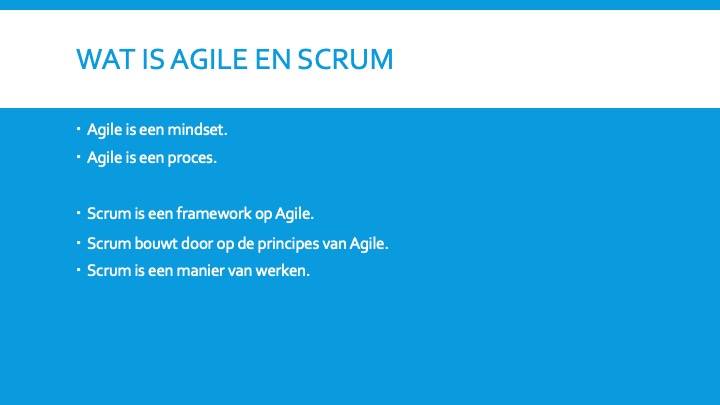 WAT IS AGILE EN SCRUM
▪ Agile is een mindset.
▪ Agile is een proces.
▪ Scrum is een framework op Agile.
▪ Scrum bouwt door op de principes van Agile.
▪ Scrum is een manier van werken.